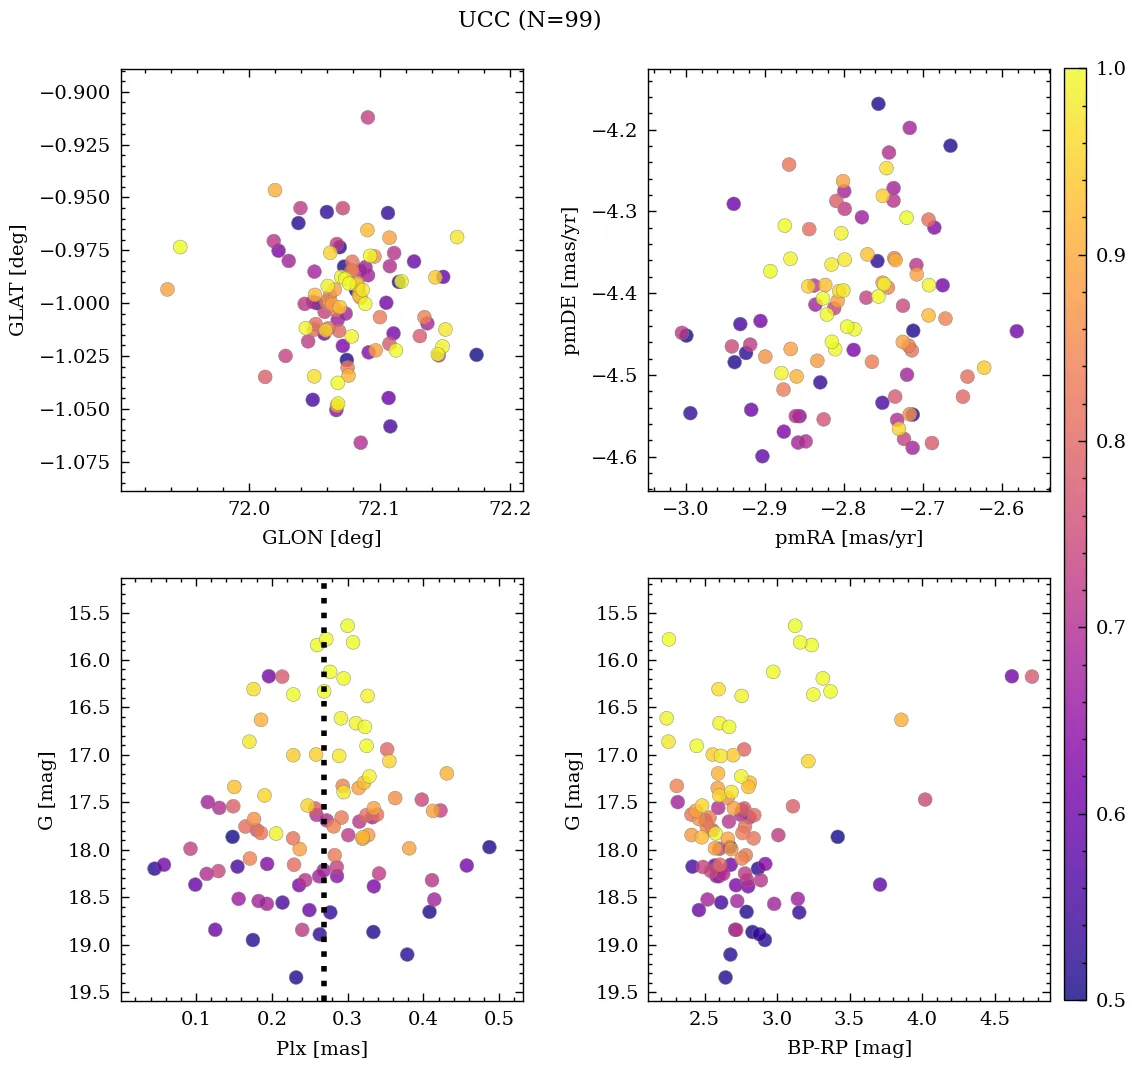 UCC (N=99)
−0.900
−0.925
−0.950
−0.975
−1.000
−1.025
−1.050
−1.075
GLAT [deg]
72.0 72.1 72.2
GLON [deg]
−4.2
−4.3
−4.4
−4.5
−4.6
pmDE [mas/yr]
−3.0 −2.9 −2.8 −2.7 −2.6
pmRA [mas/yr]
1.0
0.9
0.8
0.7
0.6
0.5
15.5
16.0
16.5
17.0
17.5
18.0
18.5
19.0
19.5
G [mag]
0.1 0.2 0.3 0.4 0.5
Plx [mas]
15.5
16.0
16.5
17.0
17.5
18.0
18.5
19.0
19.5
G [mag]
2.5 3.0 3.5 4.0 4.5
BP-RP [mag]